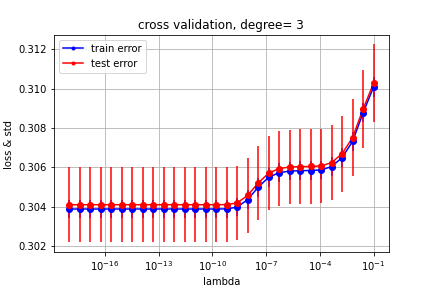 cross validation, degree= 3
train error
test error
loss & std
0.312
0.310
0.308
0.306
0.304
0.302
10⁻¹⁶
10⁻¹³
10⁻¹⁰
10⁻⁷
10⁻⁴
10⁻¹
lambda